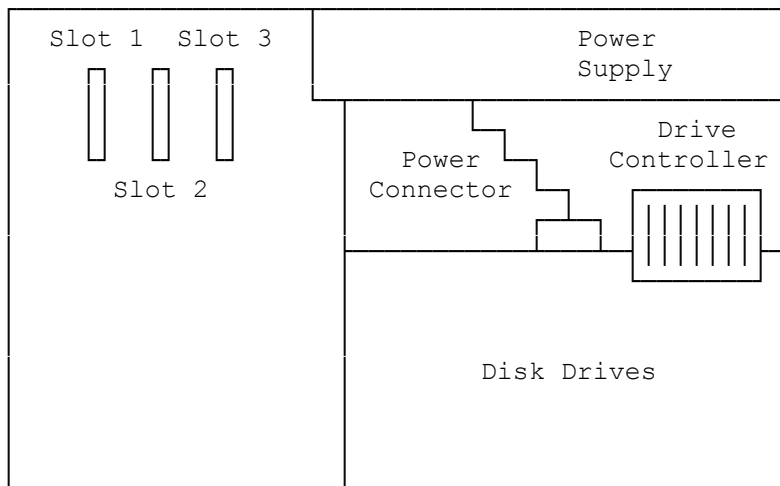 Slot 1 Slot 3
Slot 2
Power
Supply
Drive
Controller
Power
Connector
Disk Drives